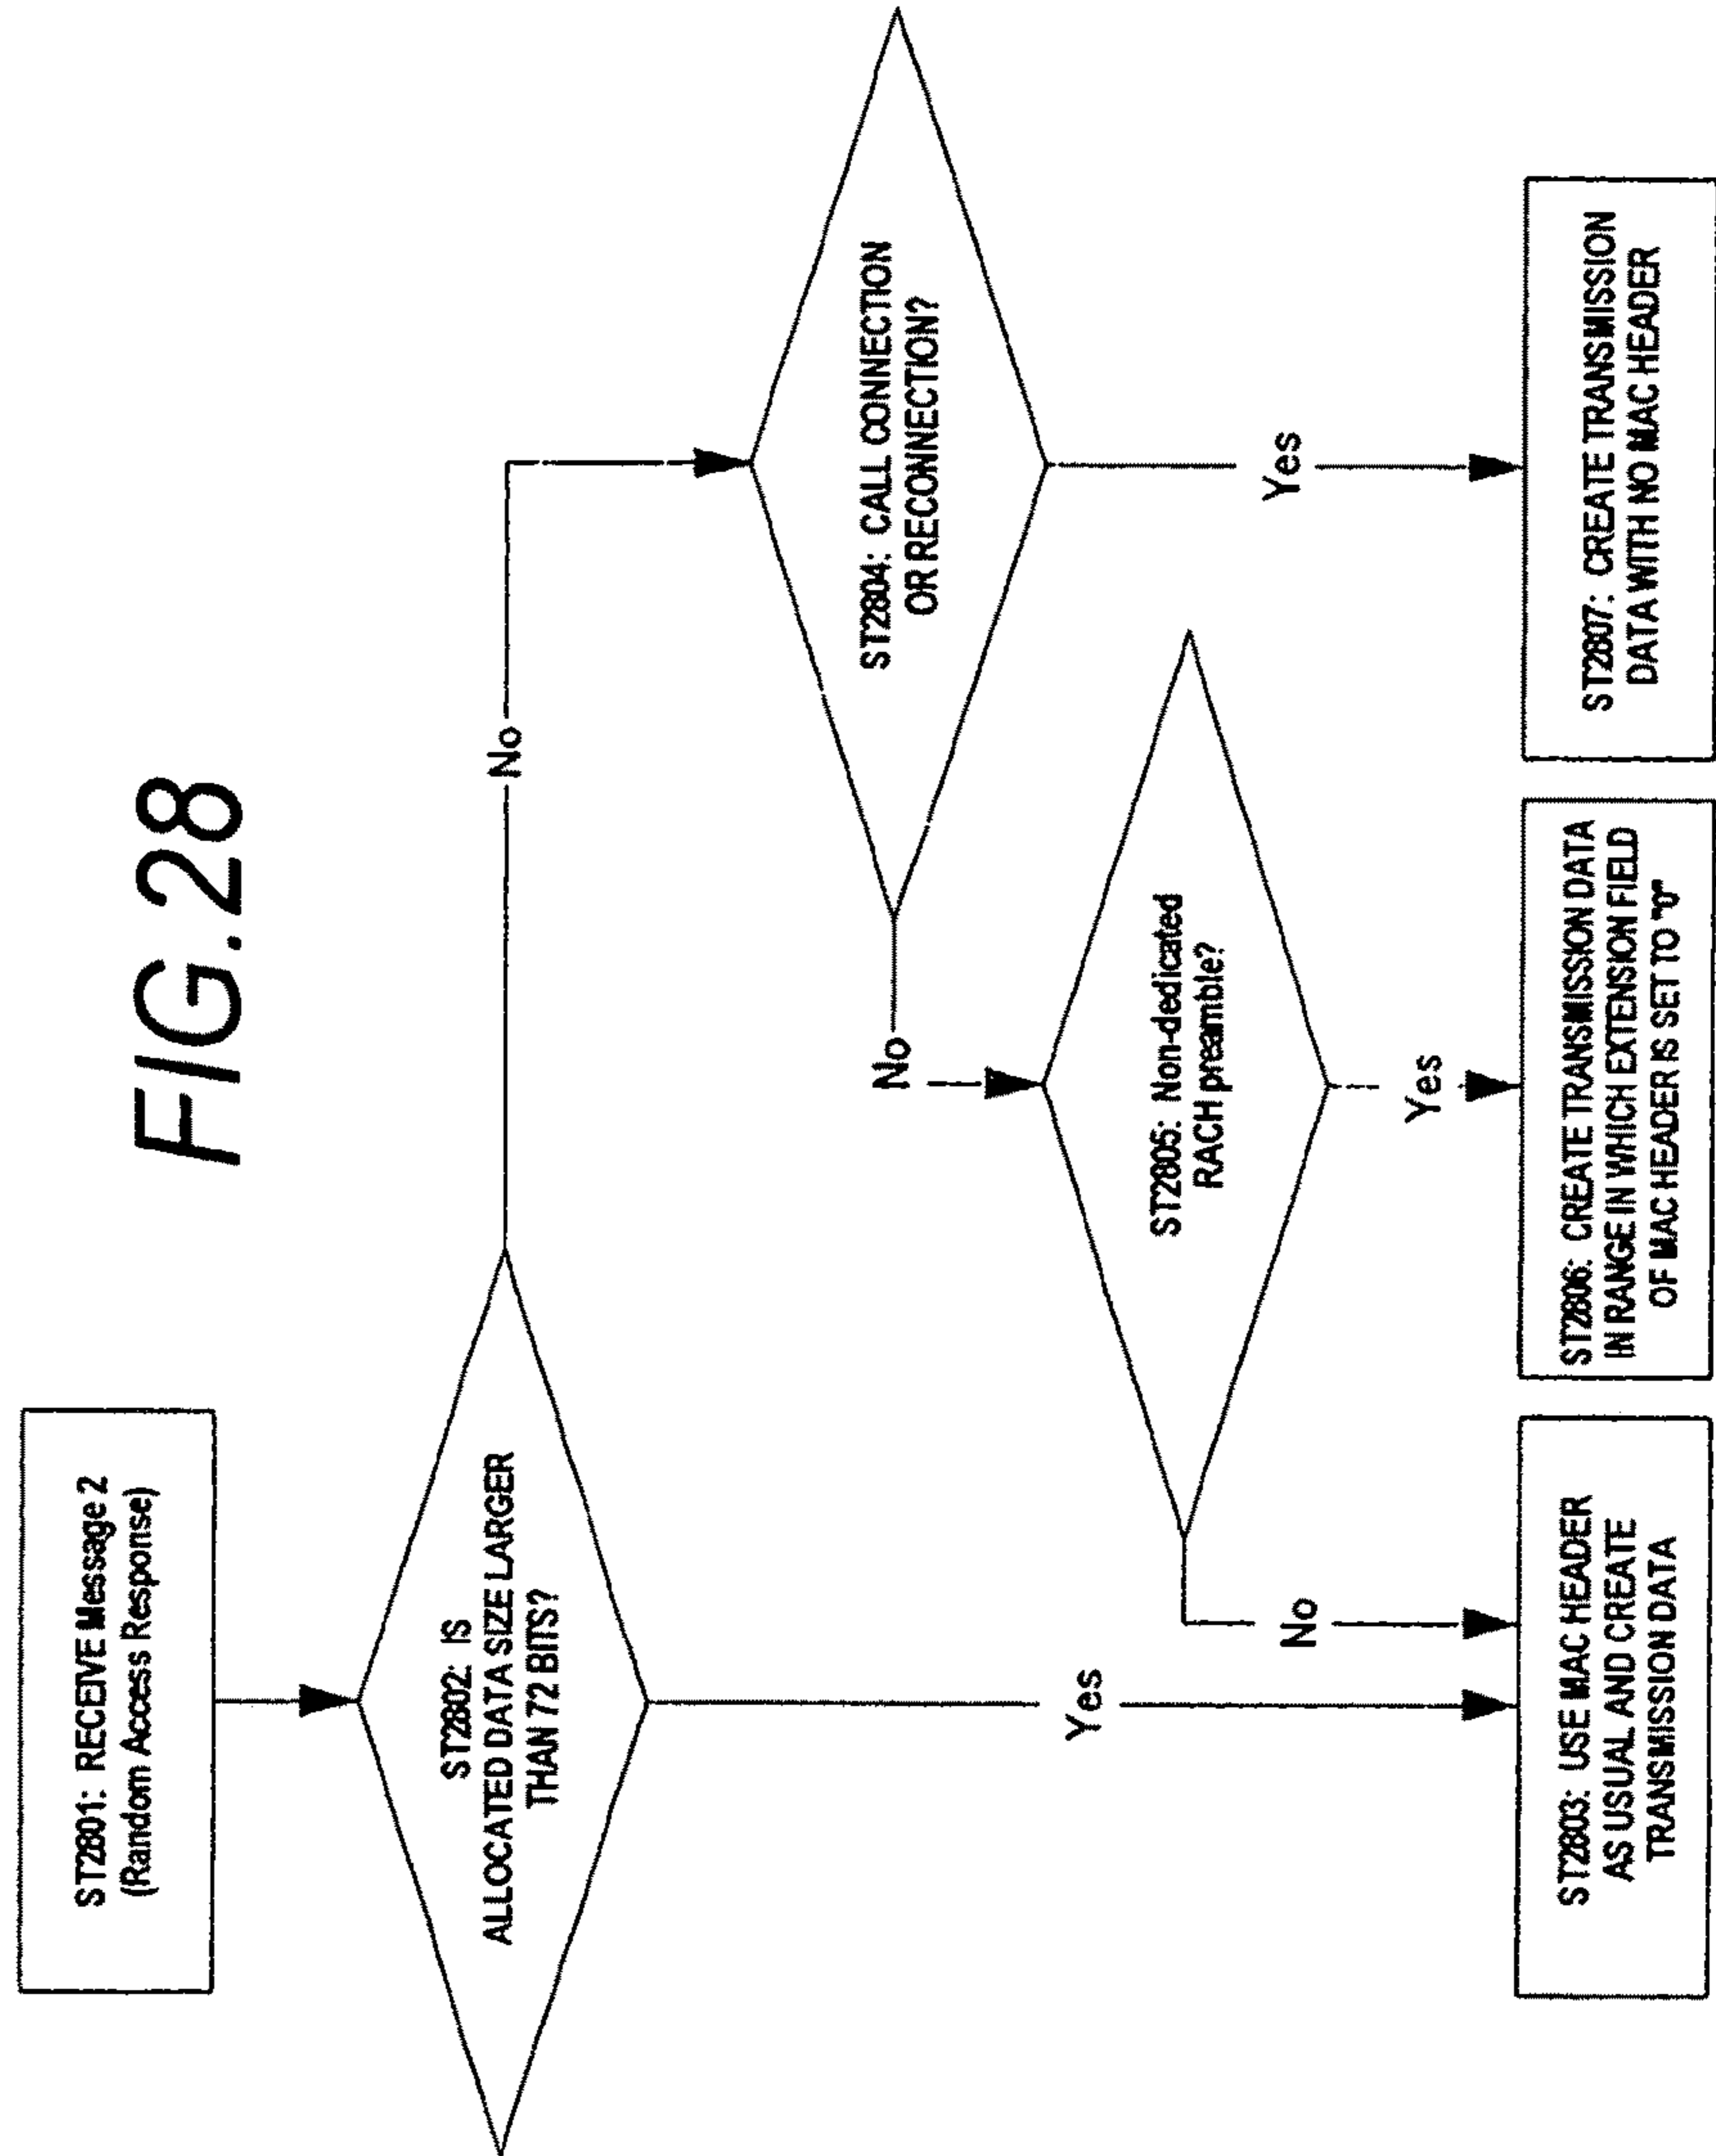 FIG.28
ST2801: RECEIVE Message 2
(Random Access Response)
ST2802: IS
ALLOCATED DATA SIZE LARGER
THAN 72 BITS?
No
Yes
ST2804: CALL CONNECTION
OR RECONNECTION?
No
Yes
ST2805: Non-dedicated
RACH preamble?
No
Yes
ST2803: USE MAC HEADER
AS USUAL AND CREATE
TRANSMISSION DATA
ST2806: CREATE TRANSMISSION DATA
IN RANGE IN WHICH EXTENSION FIELD
OF MAC HEADER IS SET TO "0"
ST2807: CREATE TRANSMISSION
DATA WITH NO MAC HEADER